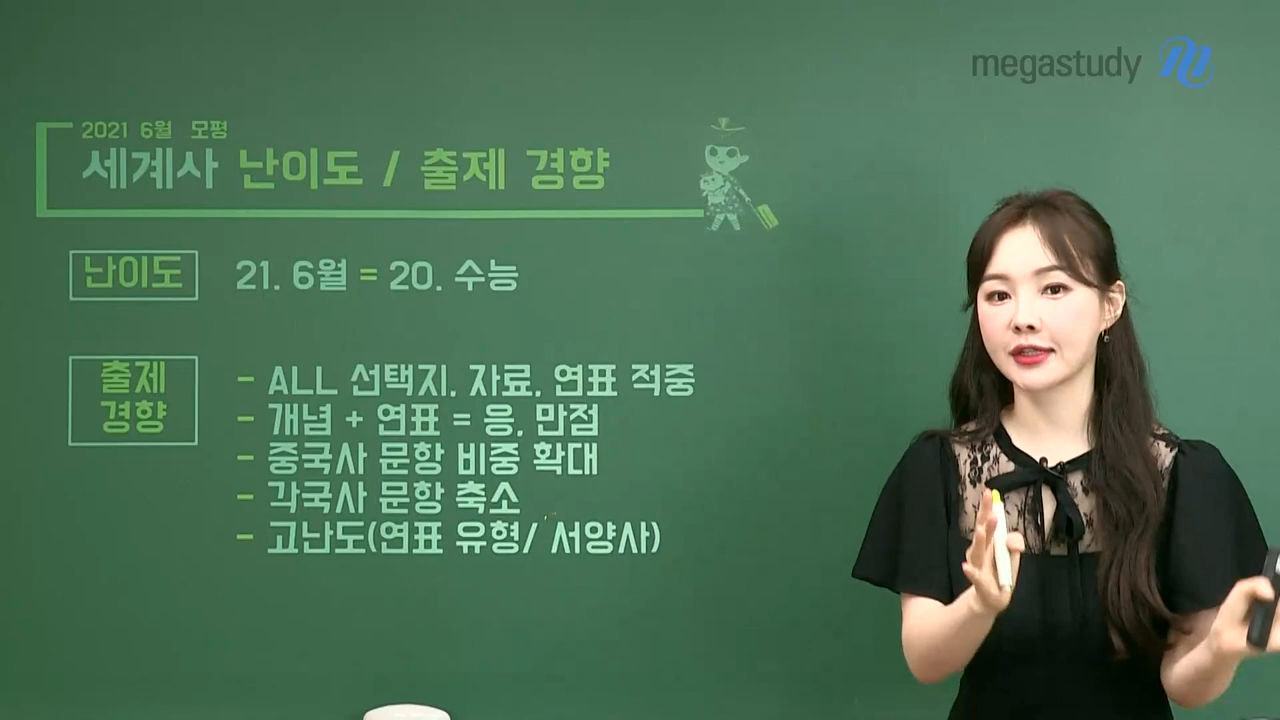 megastudy
2021 6월 모평
세계사 난이도 / 출제 경향
난이도
21. 6월 = 20. 수능
출제
경향
- ALL 선택지, 자료, 연표 적중
- 개념 + 연표 = 응, 만점
- 중국사 문항 비중 확대
- 각국사 문항 축소
- 고난도(연표 유형/ 서양사)